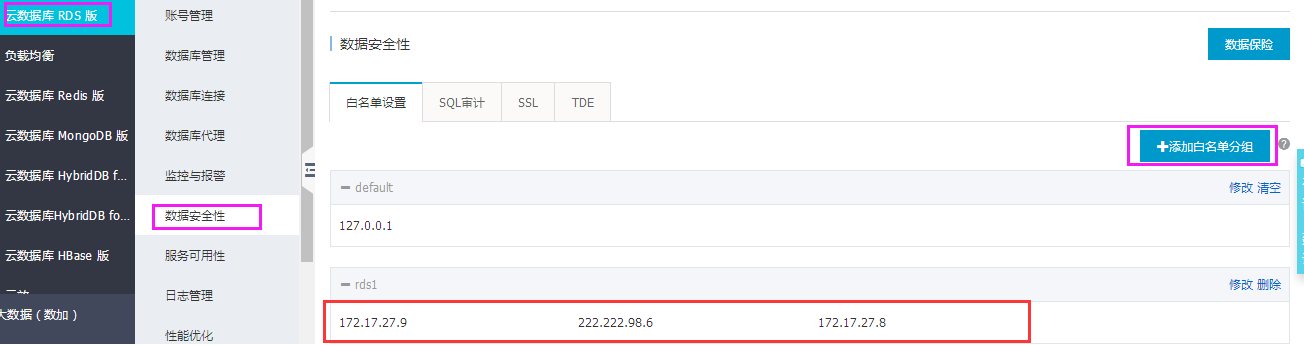 云数据库 RDS 版
负载均衡
云数据库 Redis 版
云数据库 MongoDB 版
云数据库 HybridDB f...
云数据库HybridDB fo...
云数据库 HBase 版
大数据（数加）
账号管理
数据库管理
数据库连接
数据库代理
监控与报警
数据安全性
服务可用性
日志管理
性能优化
数据安全性
数据保险
白名单设置 SQL审计 SSL TDE
+添加白名单分组 ?
default 修改 清空
127.0.0.1
rds1 修改 删除
172.17.27.9 222.222.98.6 172.17.27.8